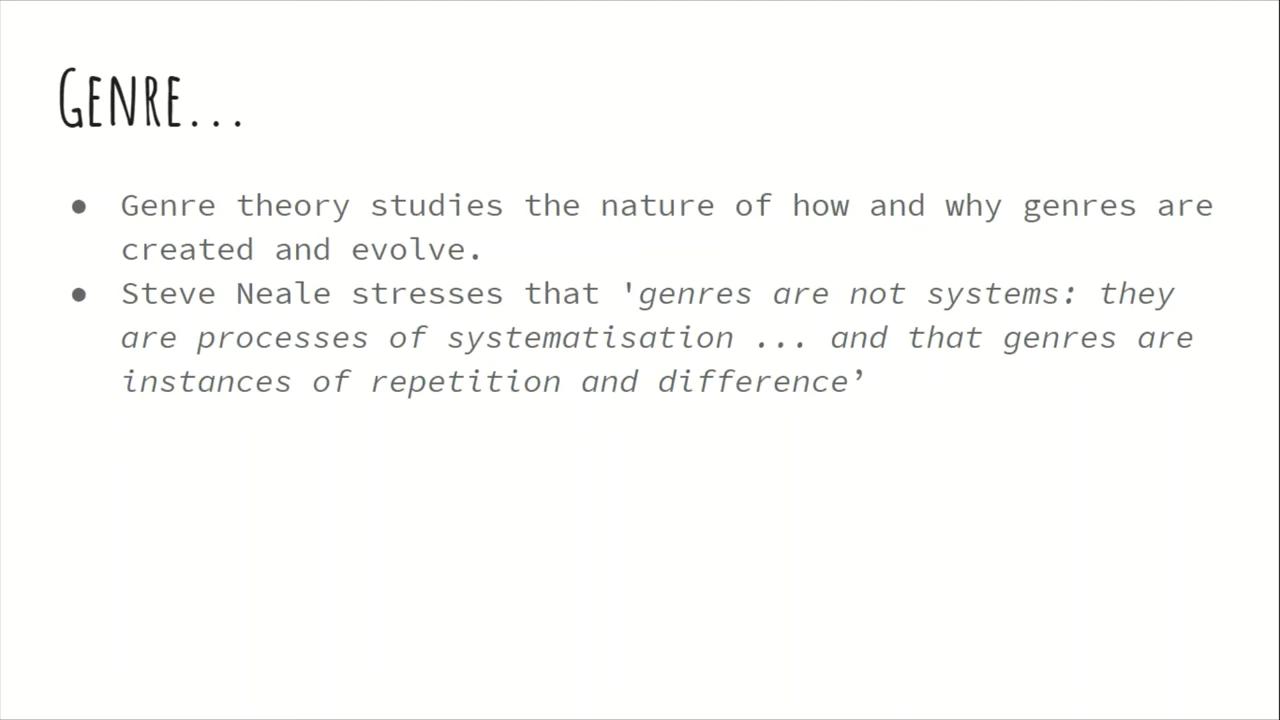 GENRE...
● Genre theory studies the nature of how and why genres are
created and evolve.
● Steve Neale stresses that 'genres are not systems: they
are processes of systematisation ... and that genres are
instances of repetition and difference’